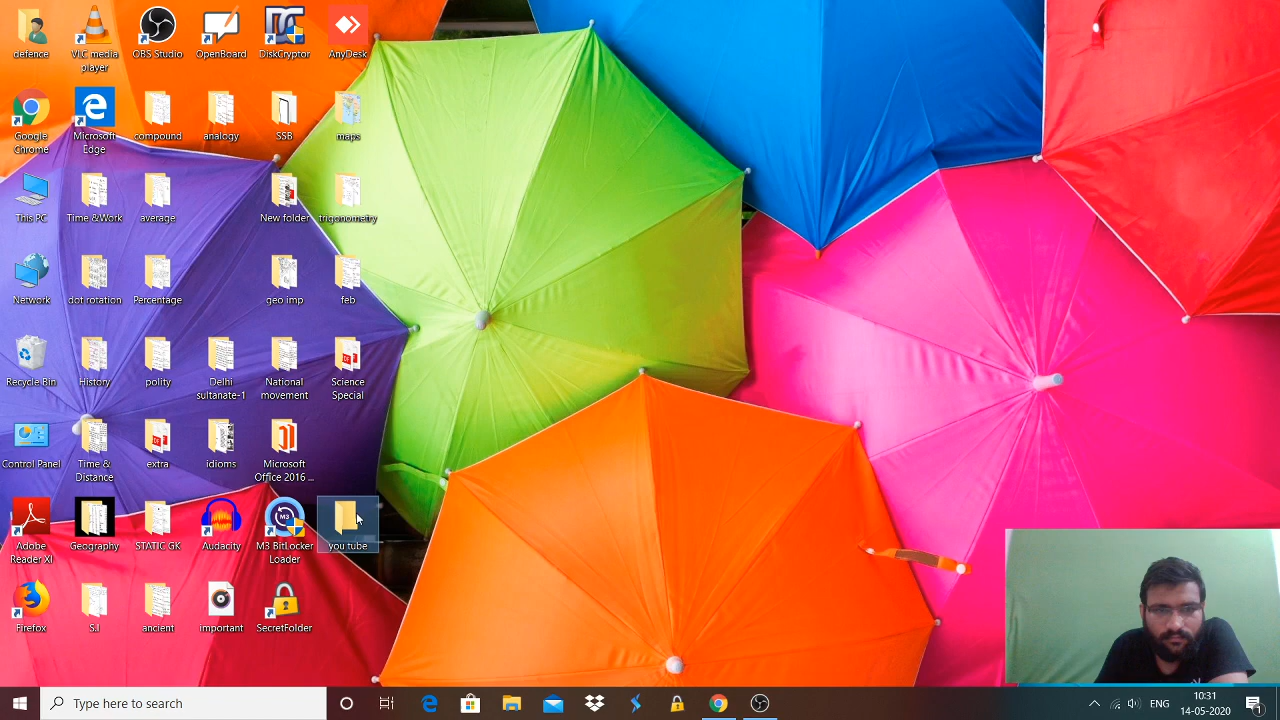 defence
VLC media
player
OBS Studio
OpenBoard
DiskCryptor
AnyDesk
Google
Chrome
Microsoft
Edge
compound
analogy
SSB
maps
This PC
Time &Work
average
New folder
trigonometry
Network
dot rotation
Percentage
geo imp
feb
Recycle Bin
History
polity
Delhi
sultanate-1
National
movement
Science
Special
Control Panel
Time &
Distance
extra
idioms
Microsoft
Office 2016 ...
Adobe
Reader XI
Geography
STATIC GK
Audacity
M3
M3 BitLocker
Loader
you tube
Firefox
S.I
ancient
important
SecretFolder
Type here to search
ENG
10:31
14-05-2020
1